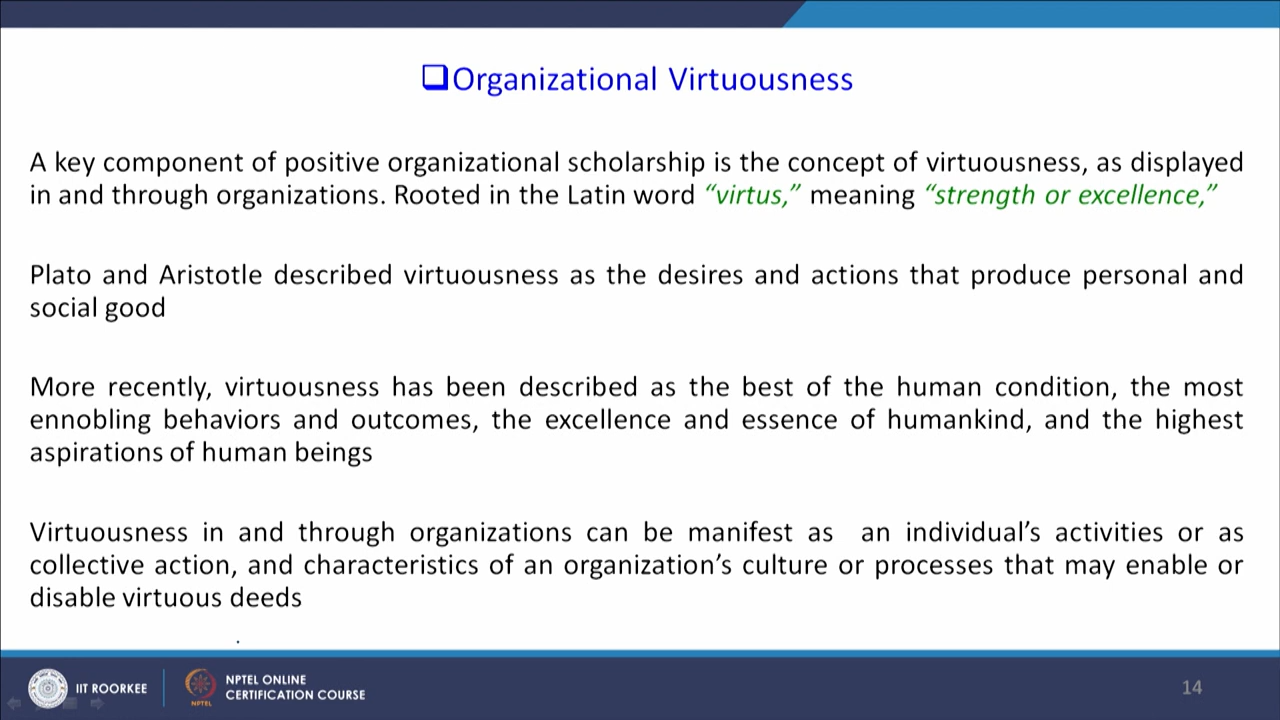 ❑Organizational Virtuousness
A key component of positive organizational scholarship is the concept of virtuousness, as displayed
in and through organizations. Rooted in the Latin word “virtus,” meaning “strength or excellence,”
Plato and Aristotle described virtuousness as the desires and actions that produce personal and
social good
More recently, virtuousness has been described as the best of the human condition, the most
ennobling behaviors and outcomes, the excellence and essence of humankind, and the highest
aspirations of human beings
Virtuousness in and through organizations can be manifest as an individual’s activities or as
collective action, and characteristics of an organization’s culture or processes that may enable or
disable virtuous deeds
.
IIT ROORKEE
NPTEL
NPTEL ONLINE
CERTIFICATION COURSE
14